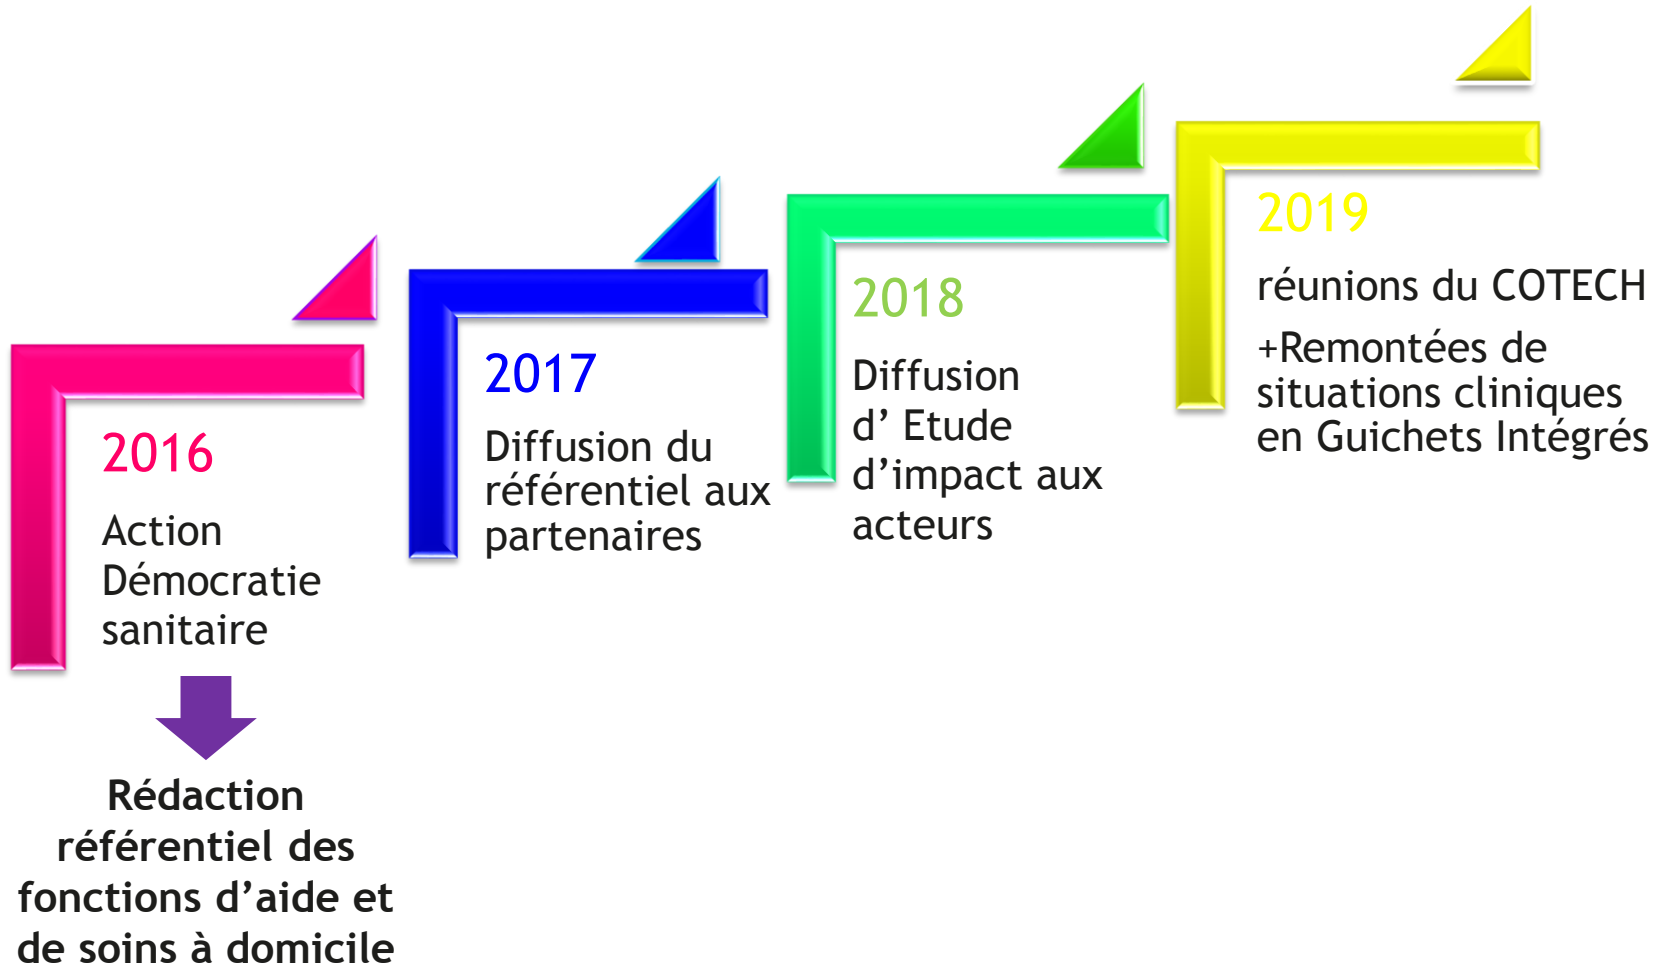 2016
Action
Démocratie
sanitaire
Rédaction
référentiel des
fonctions d’aide et
de soins à domicile
2017
Diffusion du
référentiel aux
partenaires
2018
Diffusion
d’ Etude
d’impact aux
acteurs
2019
réunions du COTECH
+Remontées de
situations cliniques
en Guichets Intégrés